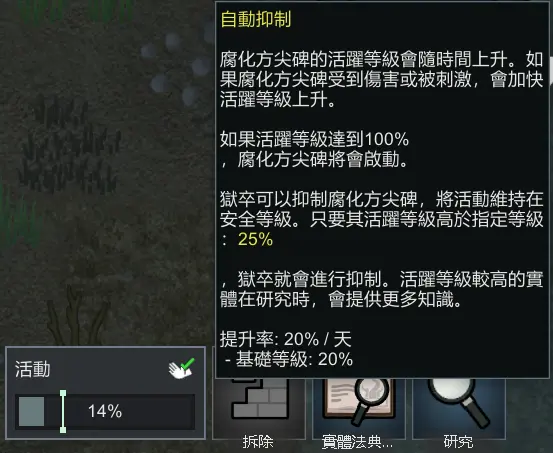 自動抑制
腐化方尖碑的活躍等級會隨時間上升。如
果腐化方尖碑受到傷害或被刺激，會加快
活躍等級上升。
如果活躍等級達到100%
，腐化方尖碑將會啟動。
獄卒可以抑制腐化方尖碑，將活動維持在
安全等級。只要其活躍等級高於指定等級
：25%
，獄卒就會進行抑制。活躍等級較高的實
體在研究時，會提供更多知識。
提升率: 20% / 天
- 基礎等級: 20%
活動
14%
拆除
實體法典...
研究